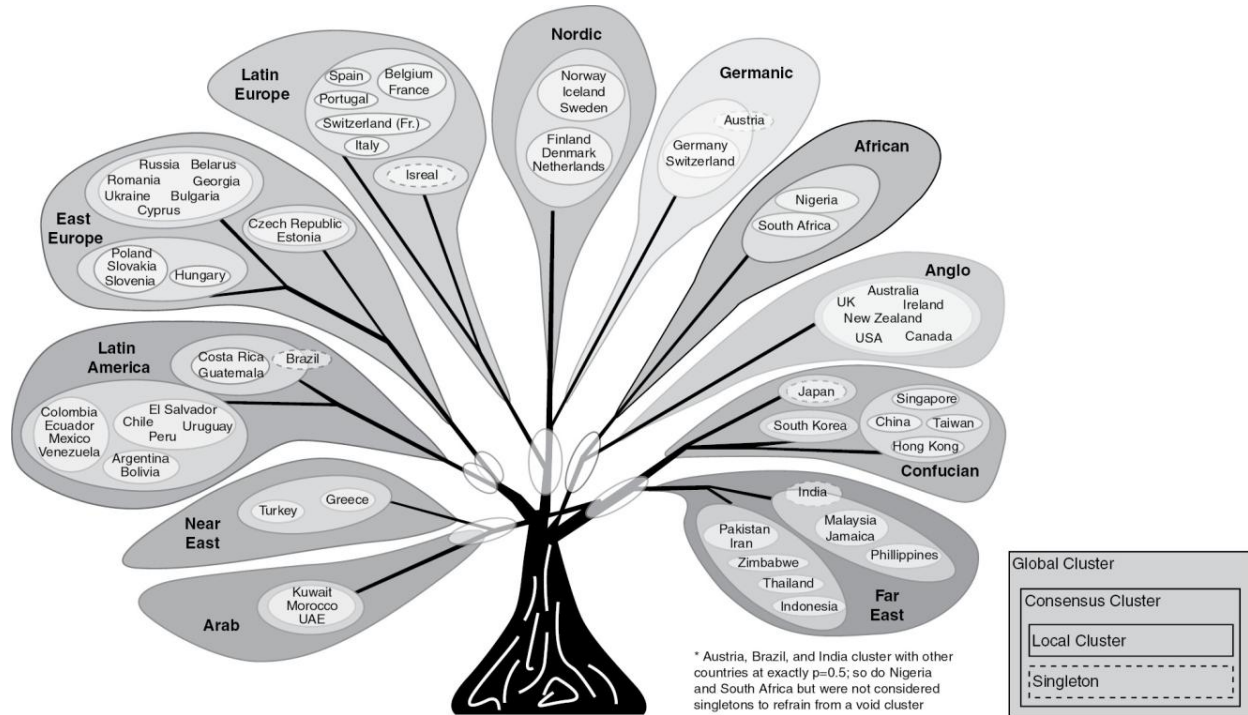 Nordic
Norway
Iceland
Sweden
Finland
Denmark
Netherlands
Latin
Europe
Spain
Belgium
France
Portugal
Switzerland (Fr.)
Italy
Isreal
Germanic
Austria
Germany
Switzerland
African
Nigeria
South Africa
East
Europe
Russia Belarus
Romania Georgia
Ukraine Bulgaria
Cyprus
Czech Republic
Estonia
Poland
Slovakia
Slovenia
Hungary
Anglo
Australia
UK Ireland
New Zealand
USA Canada
Latin
America
Costa Rica
Guatemala
Brazil
Colombia
Ecuador
Mexico
Venezuela
El Salvador
Chile Uruguay
Peru
Argentina
Bolivia
Japan
South Korea
Singapore
China Taiwan
Hong Kong
Confucian
Near
East
Turkey
Greece
India
Malaysia
Jamaica
Phillippines
Pakistan
Iran
Zimbabwe
Thailand
Indonesia
Far
East
Arab
Kuwait
Morocco
UAE
* Austria, Brazil, and India cluster with other
countries at exactly p=0.5; so do Nigeria
and South Africa but were not considered
singletons to refrain from a void cluster
Global Cluster
Consensus Cluster
Local Cluster
Singleton